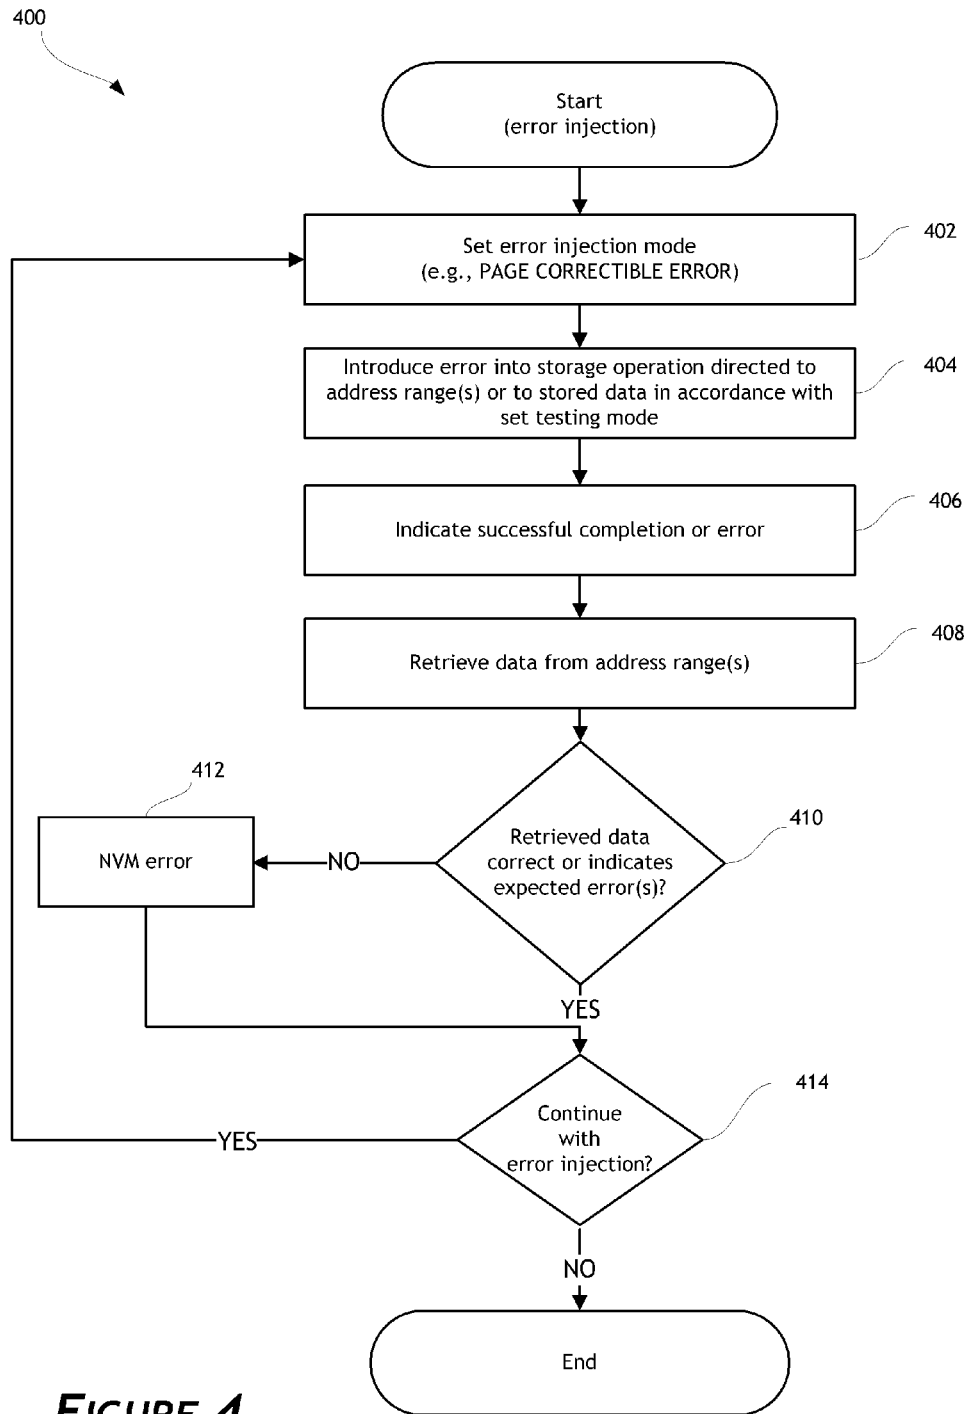 400
Start
(error injection)
Set error injection mode
(e.g., PAGE CORRECTIBLE ERROR)
402
Introduce error into storage operation directed to
address range(s) or to stored data in accordance with
set testing mode
404
Indicate successful completion or error
406
Retrieve data from address range(s)
408
412
NVM error
NO
Retrieved data
correct or indicates
expected error(s)?
410
YES
Continue
with
error injection?
414
YES
NO
End
FIGURE 4